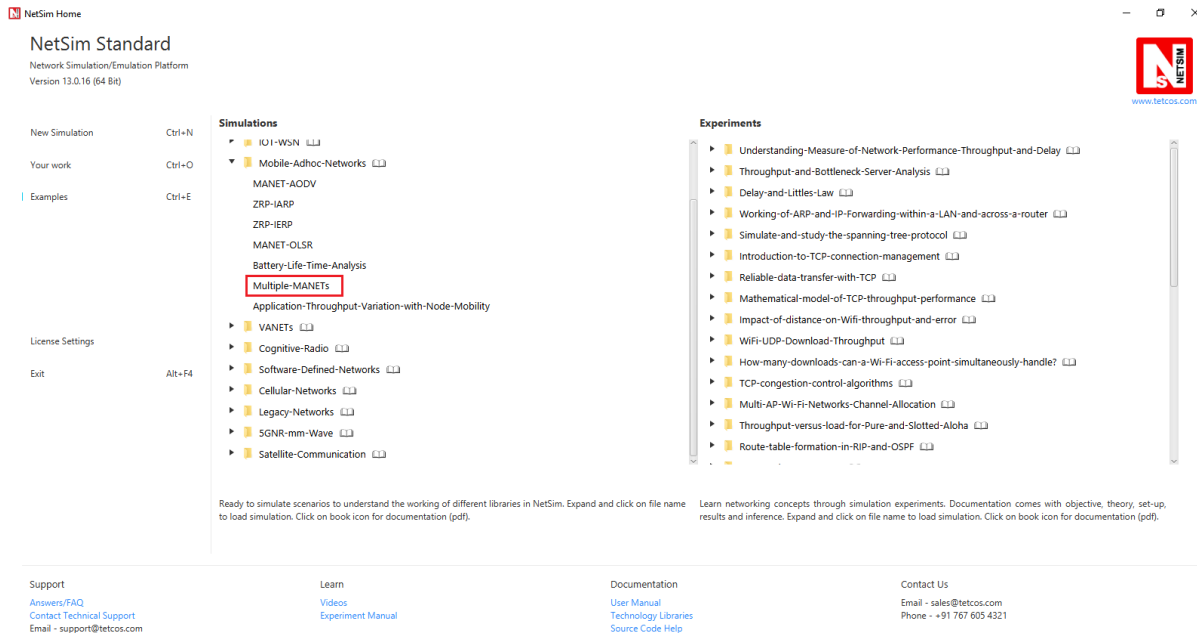 NetSim Home
NetSim Standard
Network Simulation/Emulation Platform
Version 13.0.16 (64 Bit)
NETSIM
www.tetcos.com
New Simulation Ctrl+N
Your work Ctrl+O
Examples Ctrl+E
License Settings
Exit Alt+F4
Simulations
IOT-WSN
Mobile-Adhoc-Networks
MANET-AODV
ZRP-IARP
ZRP-IERP
MANET-OLSR
Battery-Life-Time-Analysis
Multiple-MANETs
Application-Throughput-Variation-with-Node-Mobility
VANETs
Cognitive-Radio
Software-Defined-Networks
Cellular-Networks
Legacy-Networks
5GNR-mm-Wave
Satellite-Communication
Ready to simulate scenarios to understand the working of different libraries in NetSim. Expand and click on file name
to load simulation. Click on book icon for documentation (pdf).
Experiments
Understanding-Measure-of-Network-Performance-Throughput-and-Delay
Throughput-and-Bottleneck-Server-Analysis
Delay-and-Littles-Law
Working-of-ARP-and-IP-Forwarding-within-a-LAN-and-across-a-router
Simulate-and-study-the-spanning-tree-protocol
Introduction-to-TCP-connection-management
Reliable-data-transfer-with-TCP
Mathematical-model-of-TCP-throughput-performance
Impact-of-distance-on-Wifi-throughput-and-error
WiFi-UDP-Download-Throughput
How-many-downloads-can-a-Wi-Fi-access-point-simultaneously-handle?
TCP-congestion-control-algorithms
Multi-AP-Wi-Fi-Networks-Channel-Allocation
Throughput-versus-load-for-Pure-and-Slotted-Aloha
Route-table-formation-in-RIP-and-OSPF
Learn networking concepts through simulation experiments. Documentation comes with objective, theory, set-up,
results and inference. Expand and click on file name to load simulation. Click on book icon for documentation (pdf).
Support
Answers/FAQ
Contact Technical Support
Email - support@tetcos.com
Learn
Videos
Experiment Manual
Documentation
User Manual
Technology Libraries
Source Code Help
Contact Us
Email - sales@tetcos.com
Phone - +91 767 605 4321